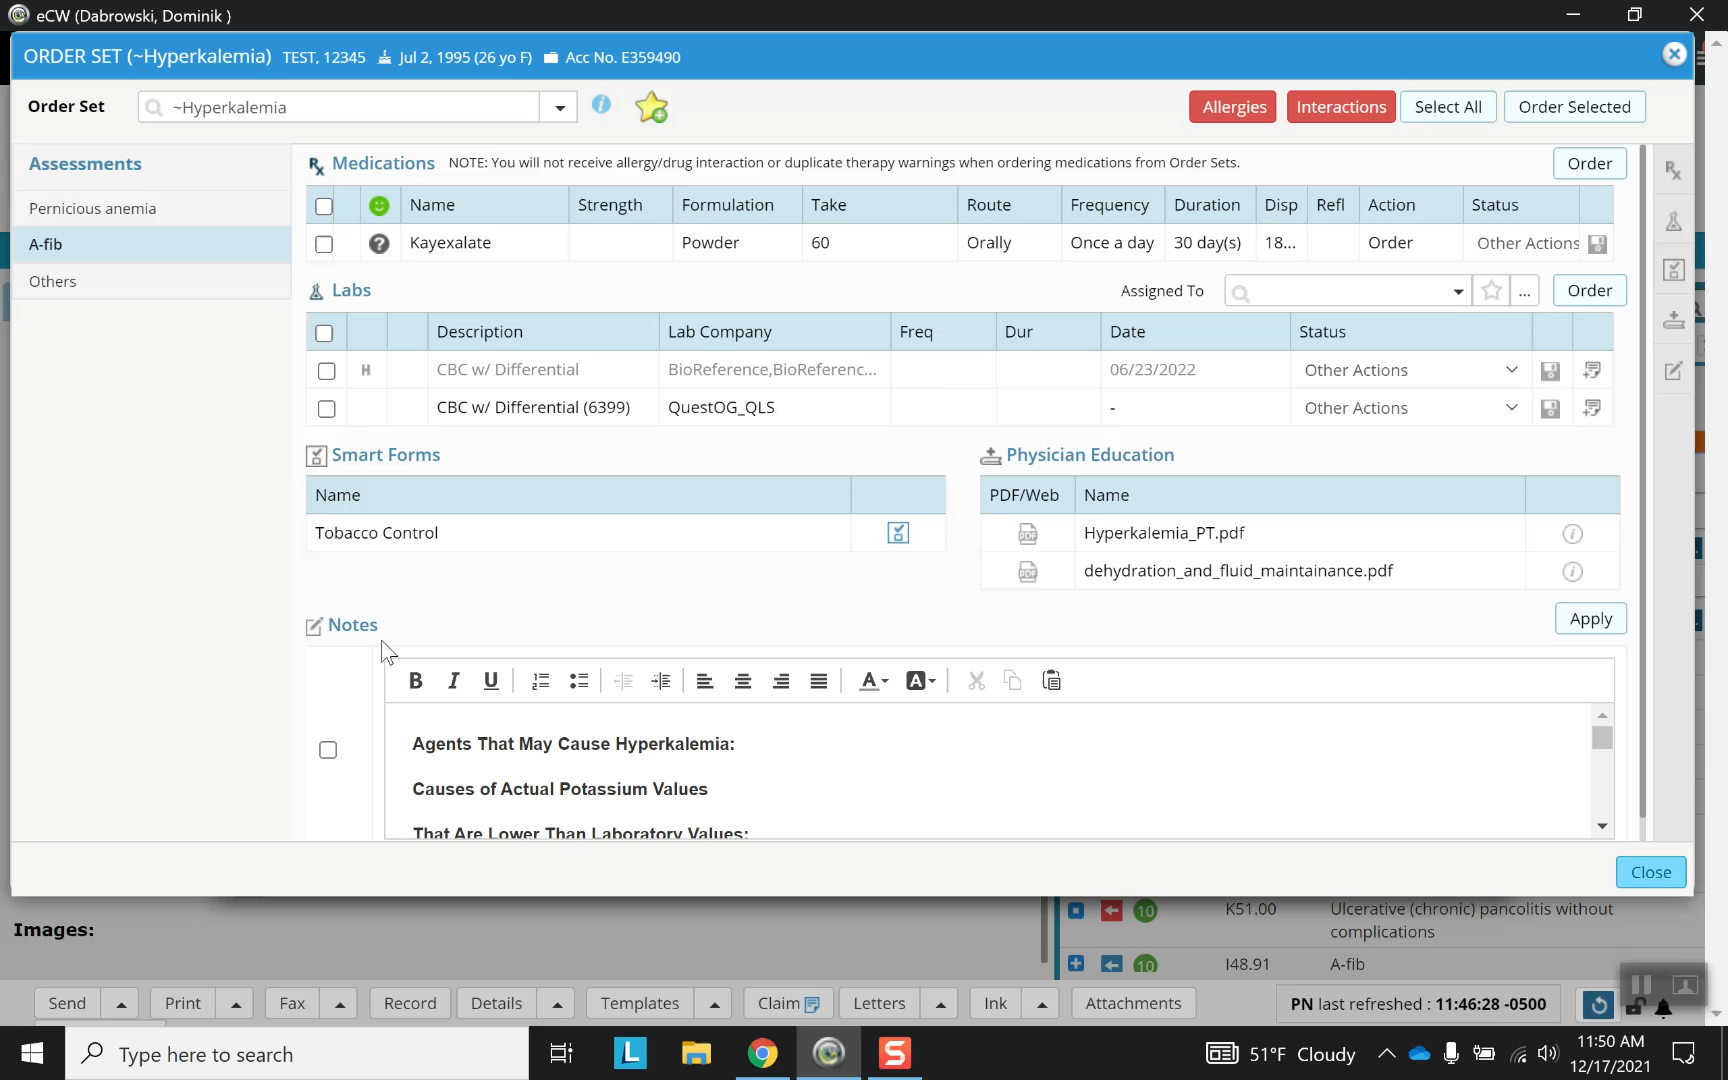 eCW (Dabrowski, Dominik )
ORDER SET (~Hyperkalemia) TEST, 12345 Jul 2, 1995 (26 yo F) Acc No. E359490
Order Set ~Hyperkalemia Allergies Interactions Select All Order Selected
Assessments
Pernicious anemia
A-fib
Others
Rx Medications NOTE: You will not receive allergy/drug interaction or duplicate therapy warnings when ordering medications from Order Sets. Order
Name Strength Formulation Take Route Frequency Duration Disp Refl Action Status
Kayexalate Powder 60 Orally Once a day 30 day(s) 18... Order Other Actions
Labs Assigned To ... Order
Description Lab Company Freq Dur Date Status
H CBC w/ Differential BioReference,BioReferenc... 06/23/2022 Other Actions
CBC w/ Differential (6399) QuestOG_QLS - Other Actions
Smart Forms
Name
Tobacco Control
Physician Education
PDF/Web Name
Hyperkalemia_PT.pdf
dehydration_and_fluid_maintainance.pdf
Notes Apply
B I U A A
Agents That May Cause Hyperkalemia:
Causes of Actual Potassium Values
That Are Lower Than Laboratory Values:
Close
Images:
10 K51.00 Ulcerative (chronic) pancolitis without
complications
10 I48.91 A-fib
Send Print Fax Record Details Templates Claim Letters Ink Attachments PN last refreshed : 11:46:28 -0500
Type here to search L S 51°F Cloudy 11:50 AM
12/17/2021